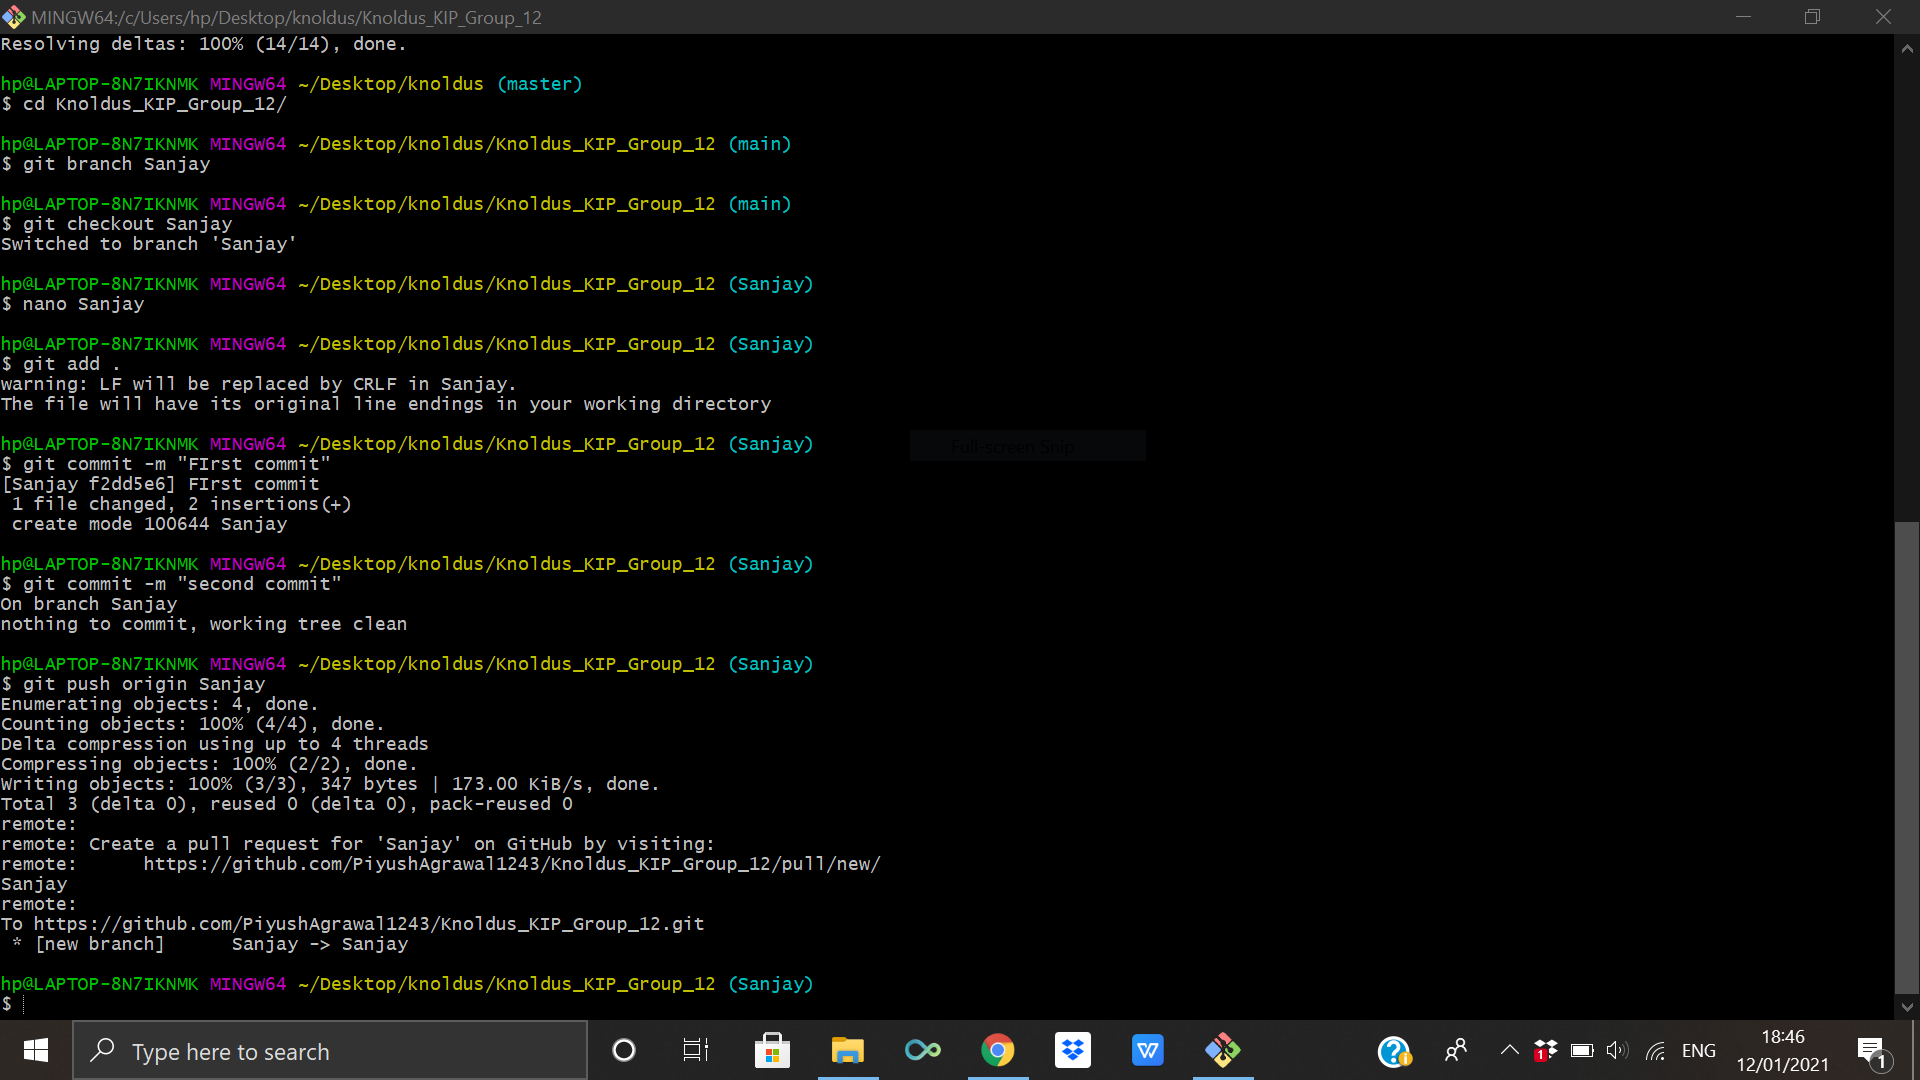 MINGW64:/c/Users/hp/Desktop/knoldus/Knoldus_KIP_Group_12
Resolving deltas: 100% (14/14), done.
hp@LAPTOP-8N7IKNMK MINGW64 ~/Desktop/knoldus (master)
$ cd Knoldus_KIP_Group_12/
hp@LAPTOP-8N7IKNMK MINGW64 ~/Desktop/knoldus/Knoldus_KIP_Group_12 (main)
$ git branch Sanjay
hp@LAPTOP-8N7IKNMK MINGW64 ~/Desktop/knoldus/Knoldus_KIP_Group_12 (main)
$ git checkout Sanjay
Switched to branch 'Sanjay'
hp@LAPTOP-8N7IKNMK MINGW64 ~/Desktop/knoldus/Knoldus_KIP_Group_12 (Sanjay)
$ nano Sanjay
hp@LAPTOP-8N7IKNMK MINGW64 ~/Desktop/knoldus/Knoldus_KIP_Group_12 (Sanjay)
$ git add .
warning: LF will be replaced by CRLF in Sanjay.
The file will have its original line endings in your working directory
hp@LAPTOP-8N7IKNMK MINGW64 ~/Desktop/knoldus/Knoldus_KIP_Group_12 (Sanjay)
Full-screen Snip
$ git commit -m "FIrst commit"
[Sanjay f2dd5e6] FIrst commit
 1 file changed, 2 insertions(+)
 create mode 100644 Sanjay
hp@LAPTOP-8N7IKNMK MINGW64 ~/Desktop/knoldus/Knoldus_KIP_Group_12 (Sanjay)
$ git commit -m "second commit"
On branch Sanjay
nothing to commit, working tree clean
hp@LAPTOP-8N7IKNMK MINGW64 ~/Desktop/knoldus/Knoldus_KIP_Group_12 (Sanjay)
$ git push origin Sanjay
Enumerating objects: 4, done.
Counting objects: 100% (4/4), done.
Delta compression using up to 4 threads
Compressing objects: 100% (2/2), done.
Writing objects: 100% (3/3), 347 bytes | 173.00 KiB/s, done.
Total 3 (delta 0), reused 0 (delta 0), pack-reused 0
remote:
remote: Create a pull request for 'Sanjay' on GitHub by visiting:
remote:      https://github.com/PiyushAgrawal1243/Knoldus_KIP_Group_12/pull/new/
Sanjay
remote:
To https://github.com/PiyushAgrawal1243/Knoldus_KIP_Group_12.git
 * [new branch]      Sanjay -> Sanjay
hp@LAPTOP-8N7IKNMK MINGW64 ~/Desktop/knoldus/Knoldus_KIP_Group_12 (Sanjay)
$
Type here to search
W
?
1
ENG
18:46
12/01/2021
1